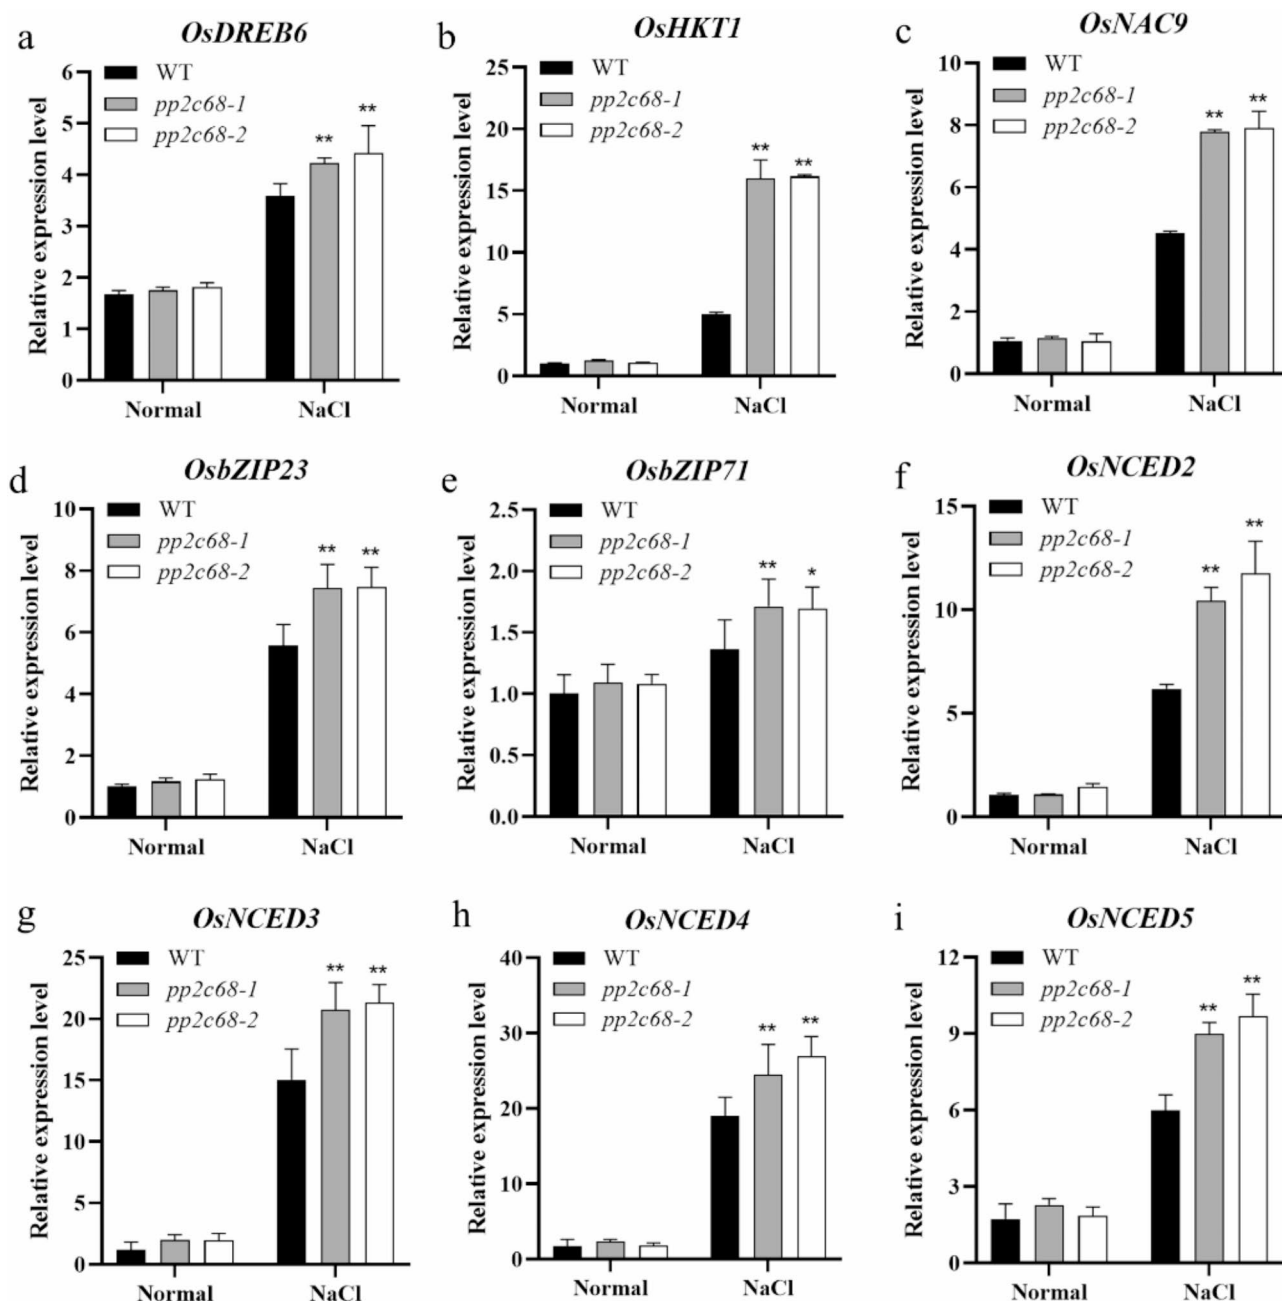 a
OsDREB6
WT
pp2c68-1
pp2c68-2
Relative expression level
6
5
4
3
2
1
0
**
**
Normal
NaCl
b
OsHKT1
WT
pp2c68-1
pp2c68-2
Relative expression level
25
20
15
10
5
0
**
**
Normal
NaCl
c
OsNAC9
WT
pp2c68-1
pp2c68-2
Relative expression level
10
8
6
4
2
0
**
**
Normal
NaCl
d
OsbZIP23
WT
pp2c68-1
pp2c68-2
Relative expression level
10
8
6
4
2
0
**
**
Normal
NaCl
e
OsbZIP71
WT
pp2c68-1
pp2c68-2
Relative expression level
2.5
2.0
1.5
1.0
0.5
0.0
**
*
Normal
NaCl
f
OsNCED2
WT
pp2c68-1
pp2c68-2
Relative expression level
15
10
5
0
**
**
Normal
NaCl
g
OsNCED3
WT
pp2c68-1
pp2c68-2
Relative expression level
25
20
15
10
5
0
**
**
Normal
NaCl
h
OsNCED4
WT
pp2c68-1
pp2c68-2
Relative expression level
40
30
20
10
0
**
**
Normal
NaCl
i
OsNCED5
WT
pp2c68-1
pp2c68-2
Relative expression level
12
9
6
3
0
**
**
Normal
NaCl